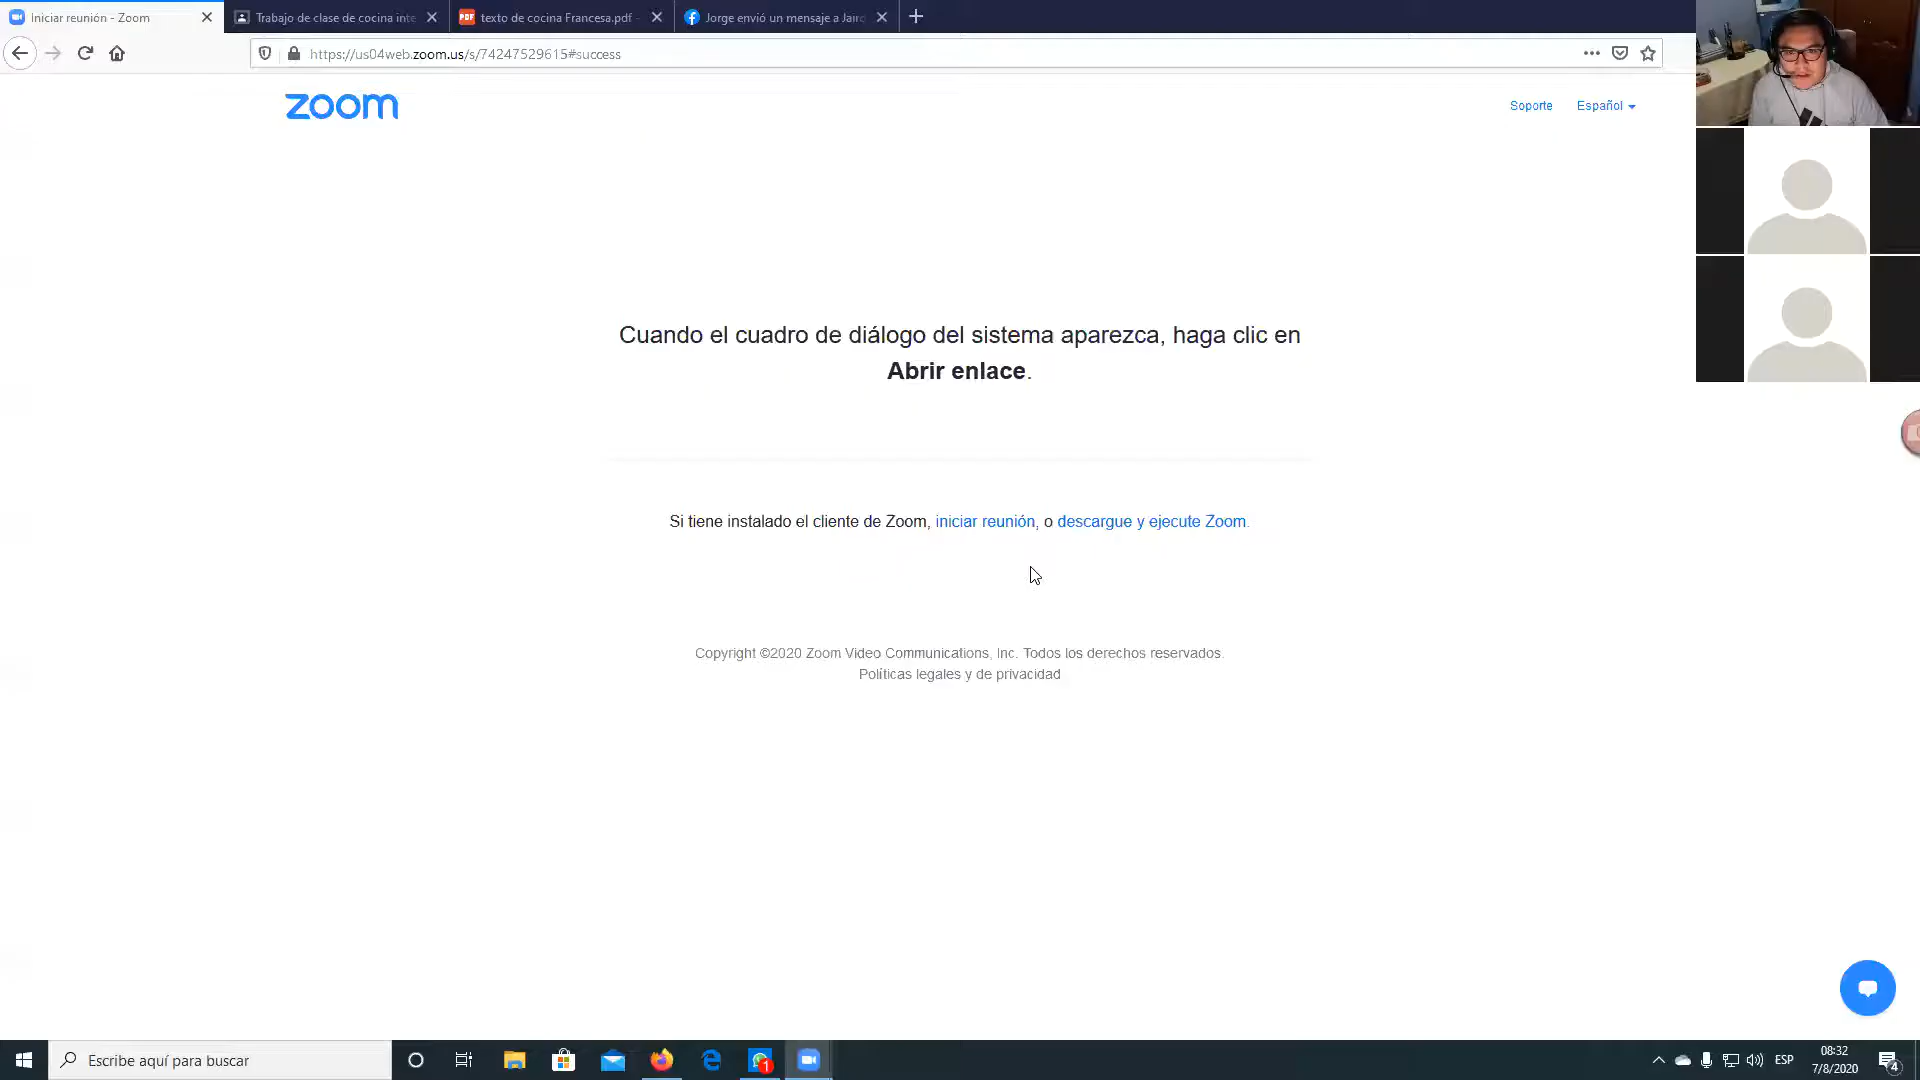 Iniciar reunión - Zoom
Trabajo de clase de cocina inte
texto de cocina Francesa.pdf
Jorge envió un mensaje a Jairo
https://us04web.zoom.us/s/74247529615#success
zoom
Soporte
Español
Cuando el cuadro de diálogo del sistema aparezca, haga clic en
Abrir enlace.
Si tiene instalado el cliente de Zoom, iniciar reunión, o descargue y ejecute Zoom.
Copyright ©2020 Zoom Video Communications, Inc. Todos los derechos reservados.
Políticas legales y de privacidad
Escribe aquí para buscar
1
ESP
08:32
7/8/2020
4